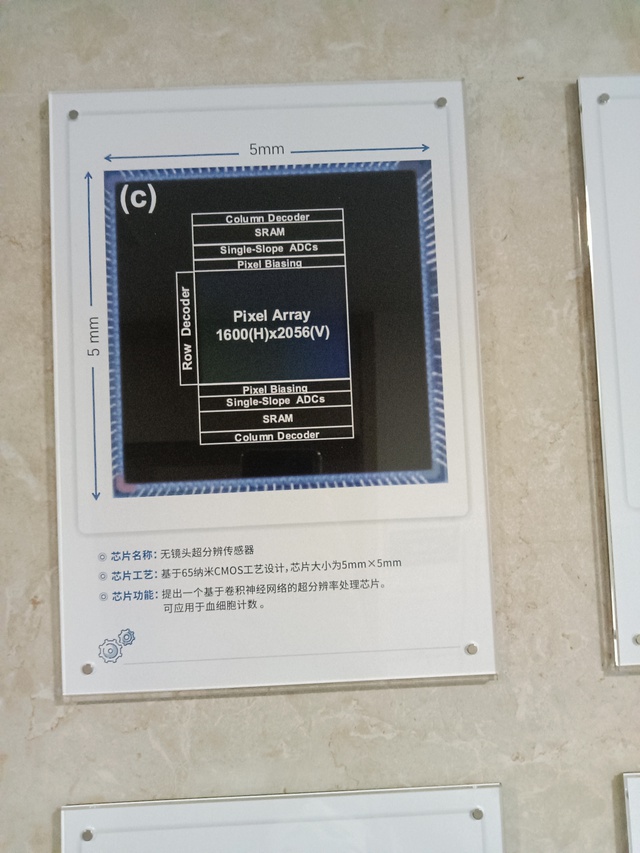 5mm
(c)
5 mm
Column Decoder
SRAM
Single-Slope ADCs
Pixel Biasing
Row Decoder
Pixel Array
1600(H)x2056(V)
Pixel Biasing
Single-Slope ADCs
SRAM
Column Decoder
芯片名称：无镜头超分辨传感器
芯片工艺：基于65纳米CMOS工艺设计，芯片大小为5mm×5mm
芯片功能：提出一个基于卷积神经网络的超分辨率处理芯片。
可应用于血细胞计数。